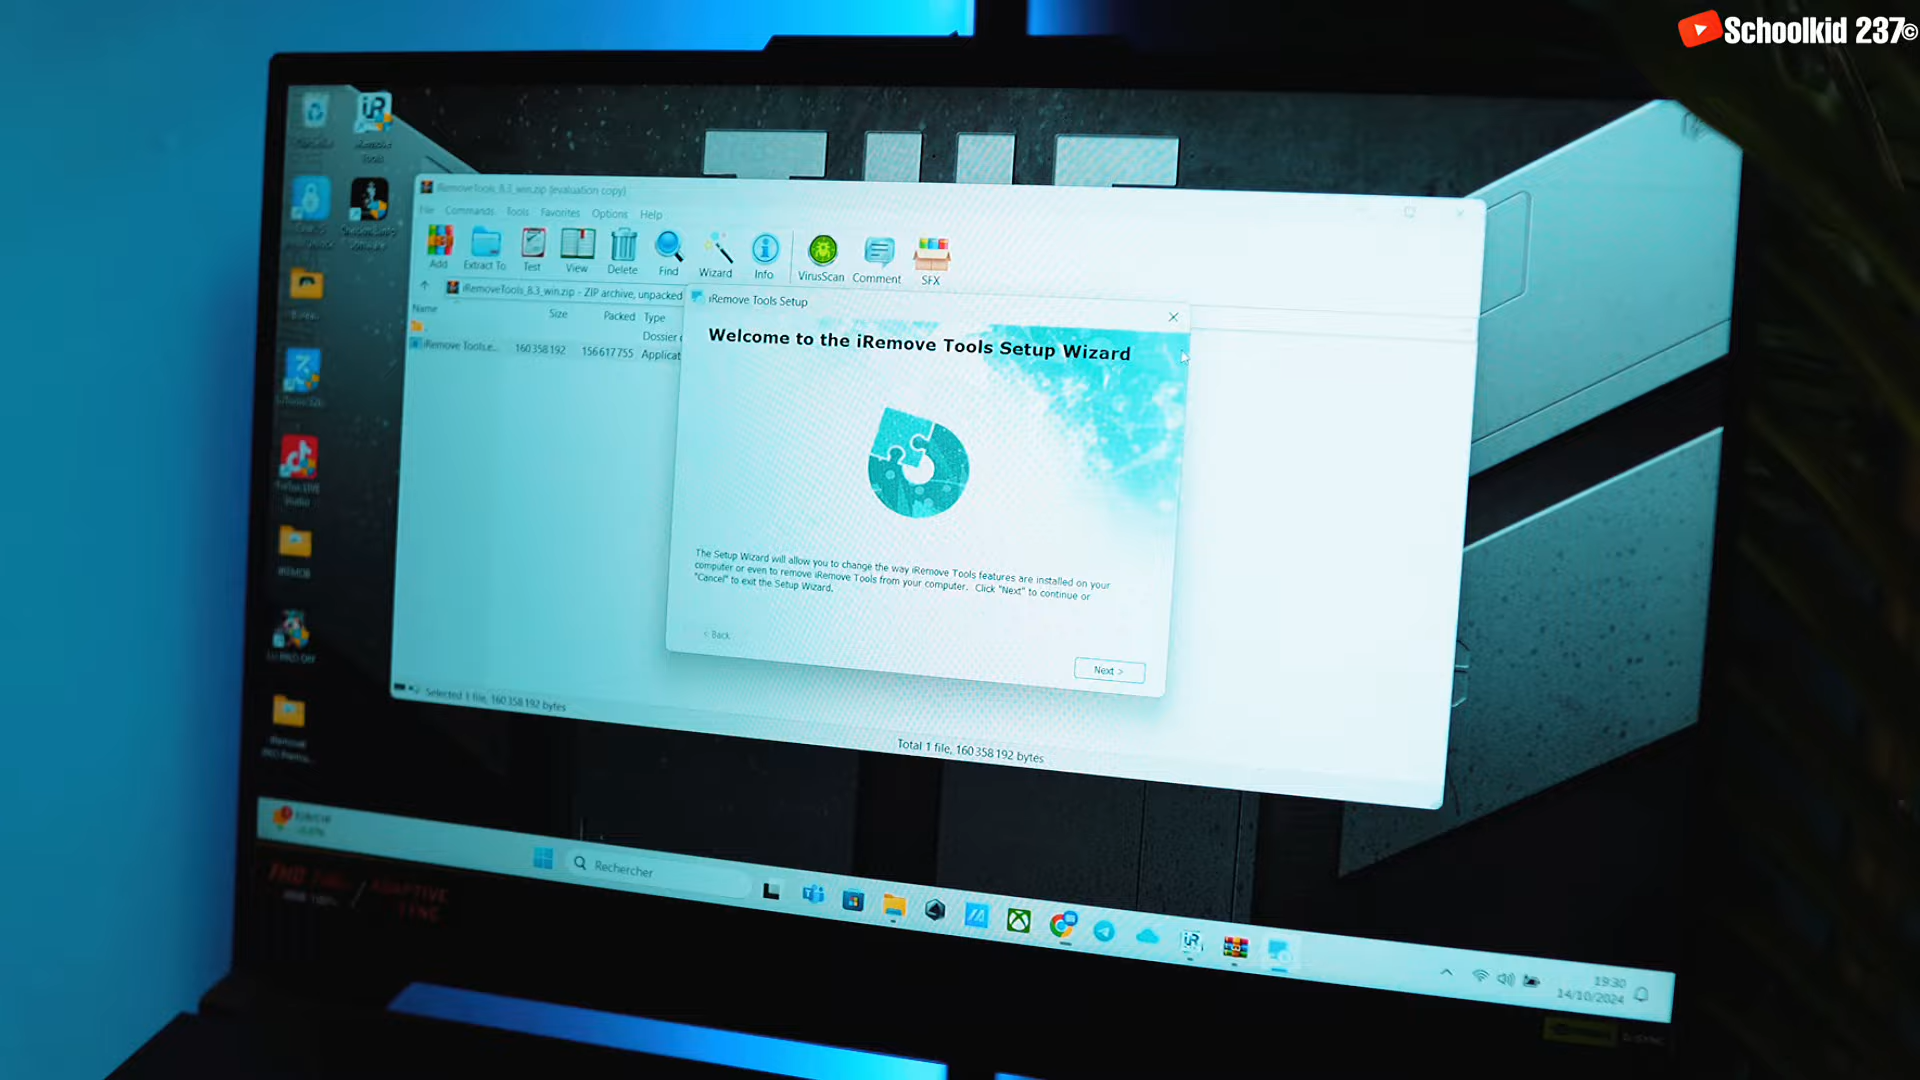 Schoolkid 237©
iRemoveTools_8.3_win.zip (evaluation copy)
File Commands Tools Favorites Options Help
Add Extract To Test View Delete Find Wizard Info VirusScan Comment SFX
iRemoveTools_8.3_win.zip - ZIP archive, unpacked
Name Size Packed Type
Dossier
iRemove Tools.e... 160 358 192 156 617 755 Applicat
iRemove Tools Setup
Welcome to the iRemove Tools Setup Wizard
The Setup Wizard will allow you to change the way iRemove Tools features are installed on your
computer or even to remove iRemove Tools from your computer. Click "Next" to continue or
"Cancel" to exit the Setup Wizard.
< Back
Next >
Selected 1 file, 160 358 192 bytes
Total 1 file, 160 358 192 bytes
iR
iRemove
Tools
Rechercher
19:30
14/10/2024
ADAPTIVE
SYNC